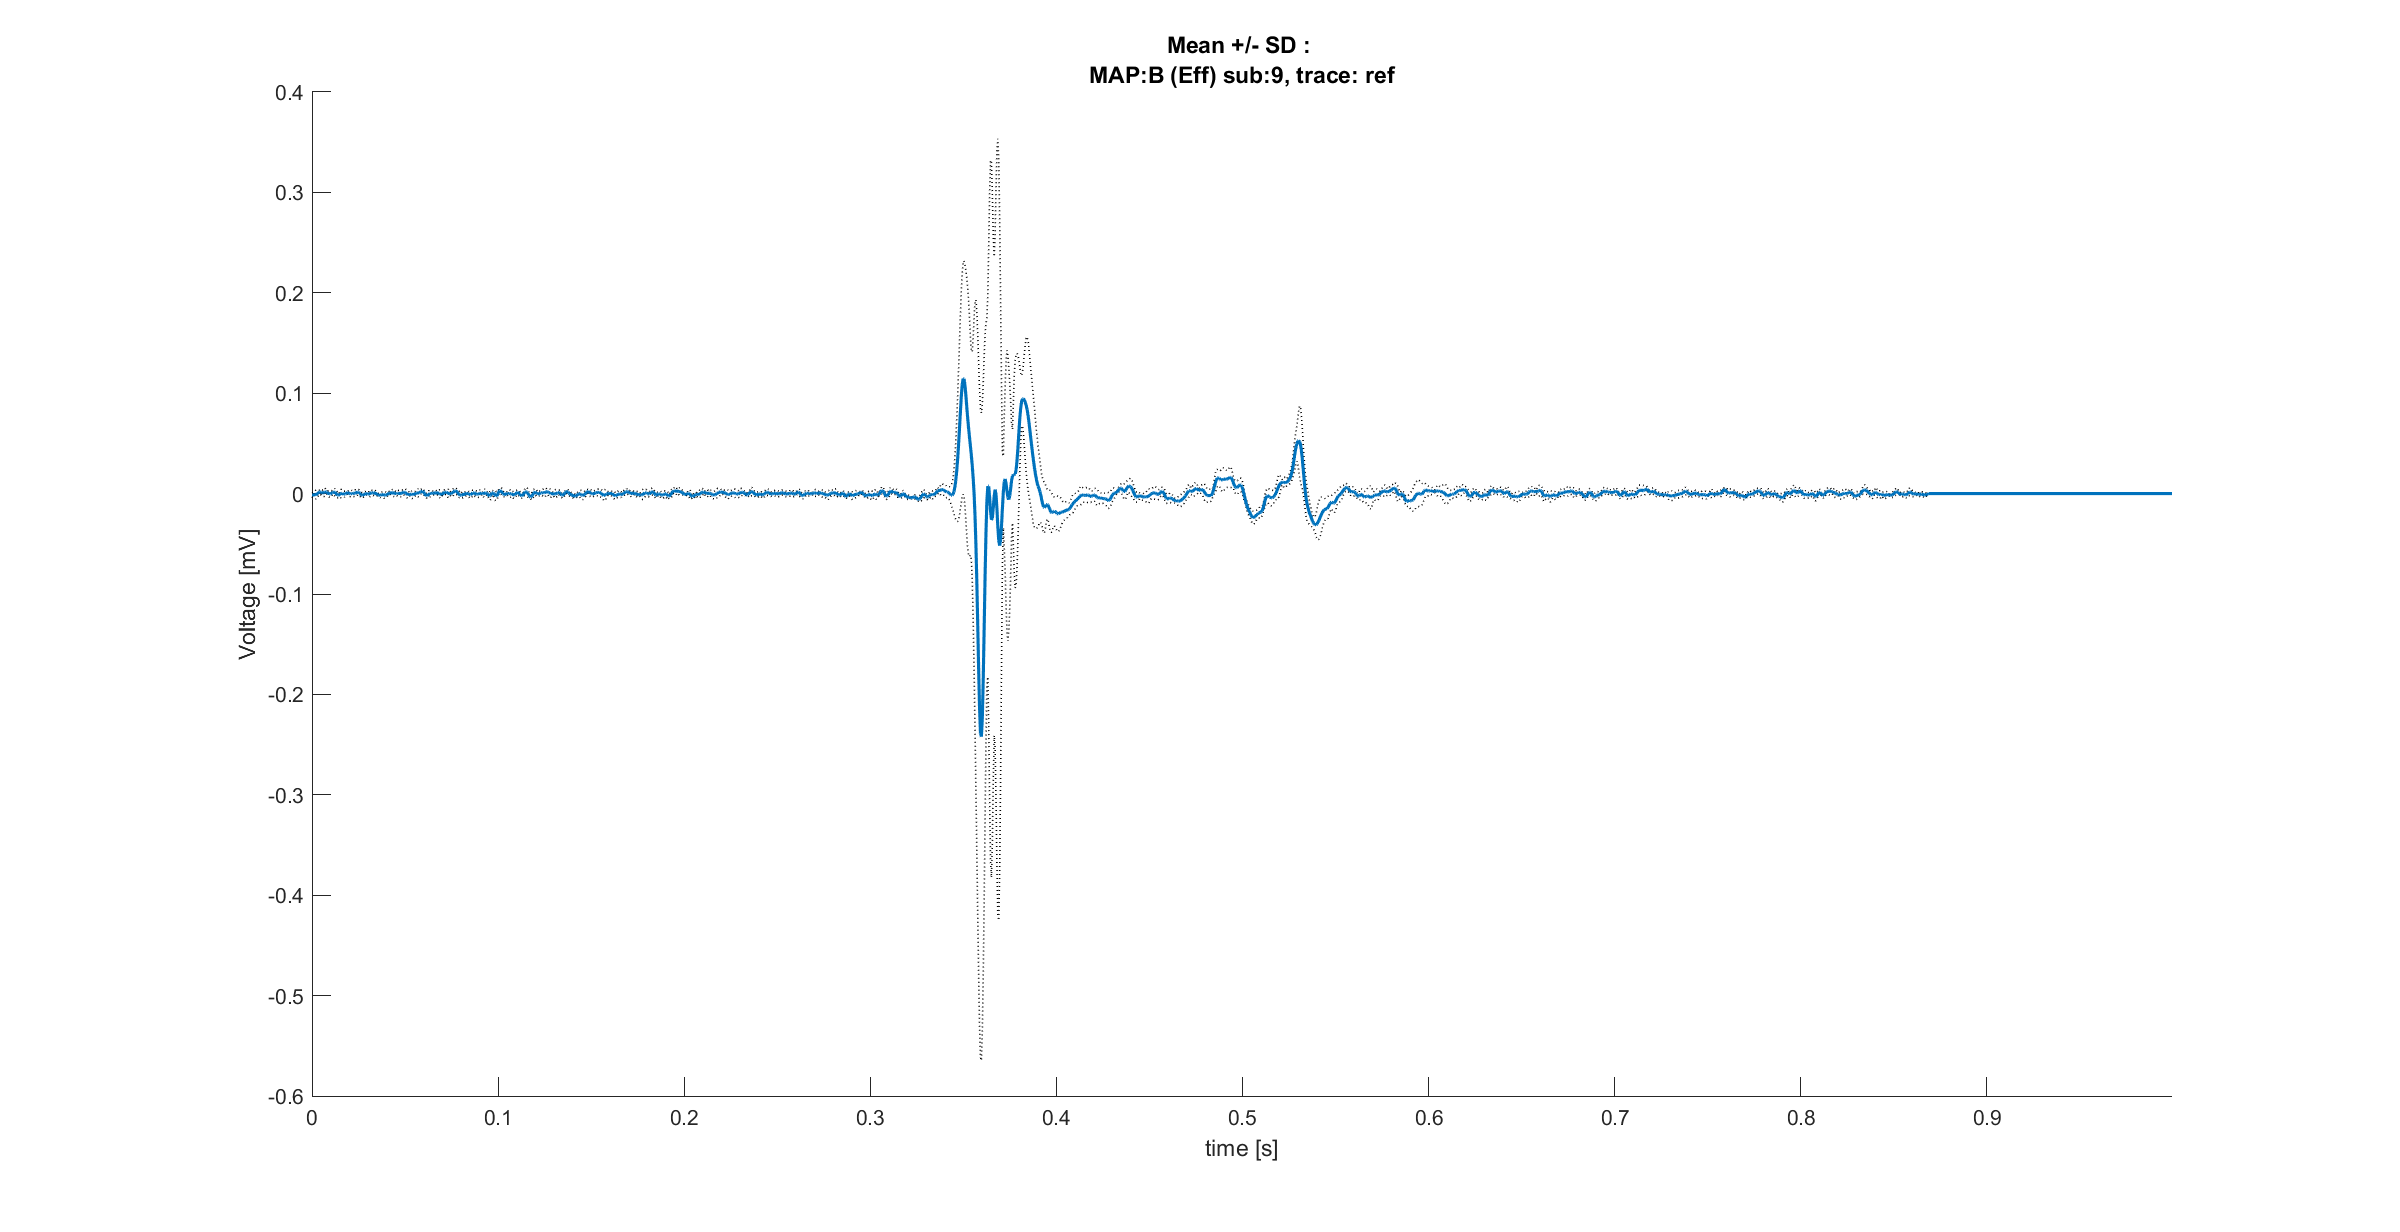 Mean +/- SD :
MAP:B (Eff) sub:9, trace: ref
0.4
0.3
0.2
0.1
0
-0.1
-0.2
-0.3
-0.4
-0.5
-0.6
Voltage [mV]
0 0.1 0.2 0.3 0.4 0.5 0.6 0.7 0.8 0.9
time [s]